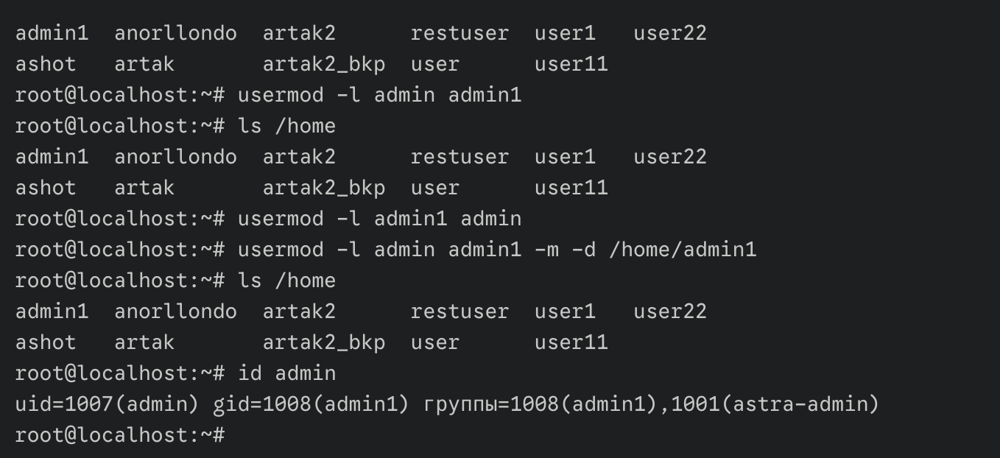 admin1  anorllondo  artak2      restuser  user1   user22
ashot   artak       artak2_bkp  user      user11
root@localhost:~# usermod -l admin admin1
root@localhost:~# ls /home
admin1  anorllondo  artak2      restuser  user1   user22
ashot   artak       artak2_bkp  user      user11
root@localhost:~# usermod -l admin1 admin
root@localhost:~# usermod -l admin admin1 -m -d /home/admin1
root@localhost:~# ls /home
admin1  anorllondo  artak2      restuser  user1   user22
ashot   artak       artak2_bkp  user      user11
root@localhost:~# id admin
uid=1007(admin) gid=1008(admin1) группы=1008(admin1),1001(astra-admin)
root@localhost:~#